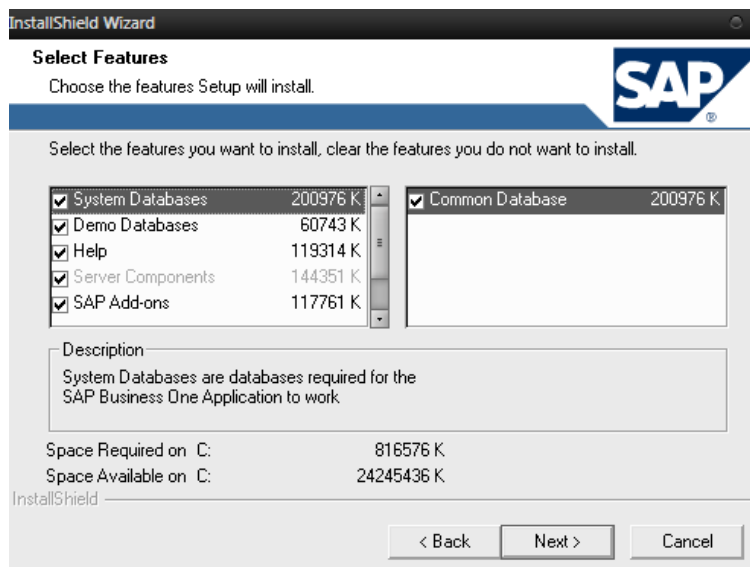 InstallShield Wizard
Select Features
Choose the features Setup will install.
SAP
®
Select the features you want to install, clear the features you do not want to install.
System Databases 200976 K
Demo Databases 60743 K
Help 119314 K
Server Components 144351 K
SAP Add-ons 117761 K
Common Database 200976 K
Description
System Databases are databases required for the
SAP Business One Application to work
Space Required on C: 816576 K
Space Available on C: 24245436 K
InstallShield
< Back
Next >
Cancel